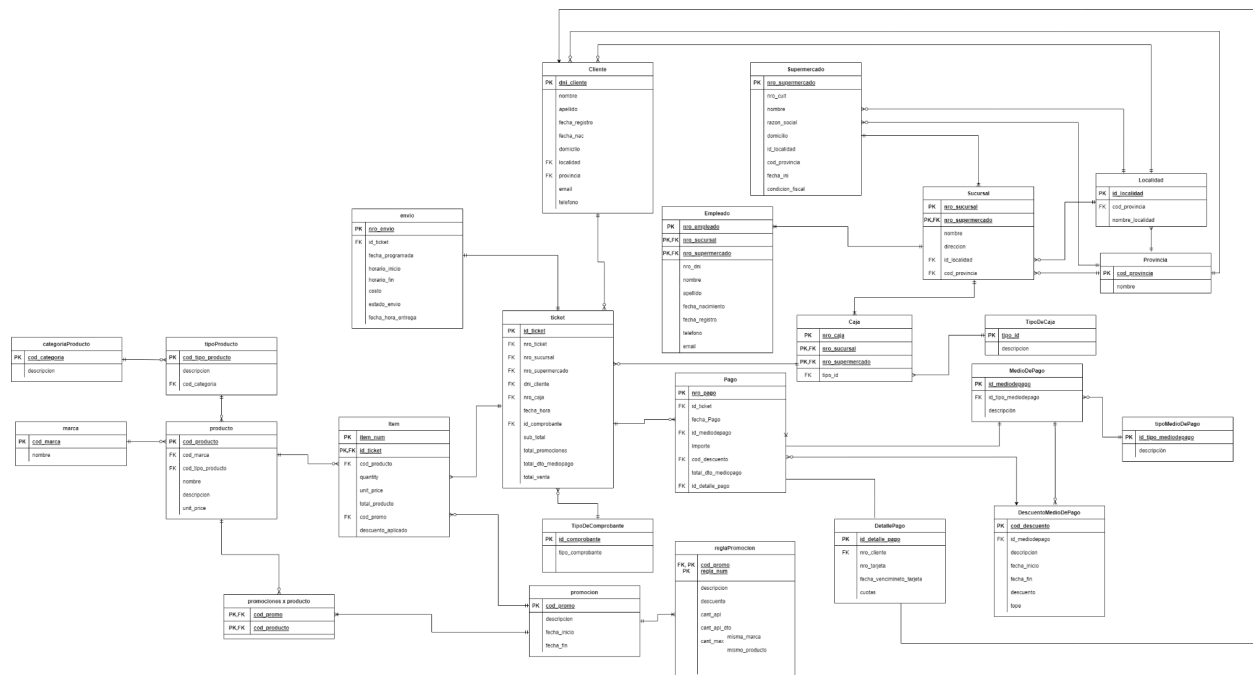 Cliente
PK dni_cliente
nombre
apellido
fecha_registro
fecha_nac
domicilio
FK localidad
FK provincia
email
telefono
Supermercado
PK nro_supermercado
nro_cuit
nombre
razon_social
domicilio
id_localidad
cod_provincia
fecha_ini
condicion_fiscal
Localidad
PK id_localidad
FK cod_provincia
nombre_localidad
Sucursal
PK nro_sucursal
PK,FK nro_supermercado
nombre
direccion
FK id_localidad
FK cod_provincia
Provincia
PK cod_provincia
nombre
envio
PK nro_envio
FK id_ticket
fecha_programada
horario_inicio
horario_fin
costo
estado_envio
fecha_hora_entrega
Empleado
PK nro_empleado
PK,FK nro_sucursal
PK,FK nro_supermercado
nro_dni
nombre
apellido
fecha_nacimiento
fecha_registro
telefono
email
ticket
PK id_ticket
FK nro_ticket
FK nro_sucursal
FK nro_supermercado
FK dni_cliente
FK nro_caja
fecha_hora
FK id_comprobante
sub_total
total_promociones
total_dto_mediopago
total_venta
Caja
PK nro_caja
PK,FK nro_sucursal
PK,FK nro_supermercado
FK tipo_id
TipoDeCaja
PK tipo_id
descripcion
categoriaProducto
PK cod_categoria
descripcion
tipoProducto
PK cod_tipo_producto
descripcion
FK cod_categoria
MedioDePago
PK id_mediodepago
FK id_tipo_mediodepago
descripción
Pago
PK nro_pago
FK id_ticket
fecha_Pago
FK id_mediodepago
importe
FK cod_descuento
total_dto_mediopago
FK id_detalle_pago
tipoMedioDePago
PK id_tipo_mediodepago
descripción
marca
PK cod_marca
nombre
producto
PK cod_producto
FK cod_marca
FK cod_tipo_producto
nombre
descripcion
unit_price
Item
PK item_num
PK,FK id_ticket
FK cod_producto
quantity
unit_price
total_producto
FK cod_promo
descuento_aplicado
TipoDeComprobante
PK id_comprobante
tipo_comprobante
DetallePago
PK id_detalle_pago
FK nro_cliente
nro_tarjeta
fecha_vencimineto_tarjeta
cuotas
DescuentoMedioDePago
PK cod_descuento
FK id_mediodepago
descripcion
fecha_inicio
fecha_fin
descuento
tope
reglaPromocion
FK, PK cod_promo
PK regla_num
descripcion
descuento
cant_apl
cant_apl_dto
cant_max misma_marca
mismo_producto
promocion
PK cod_promo
descripcion
fecha_inicio
fecha_fin
promociones x producto
PK,FK cod_promo
PK,FK cod_producto